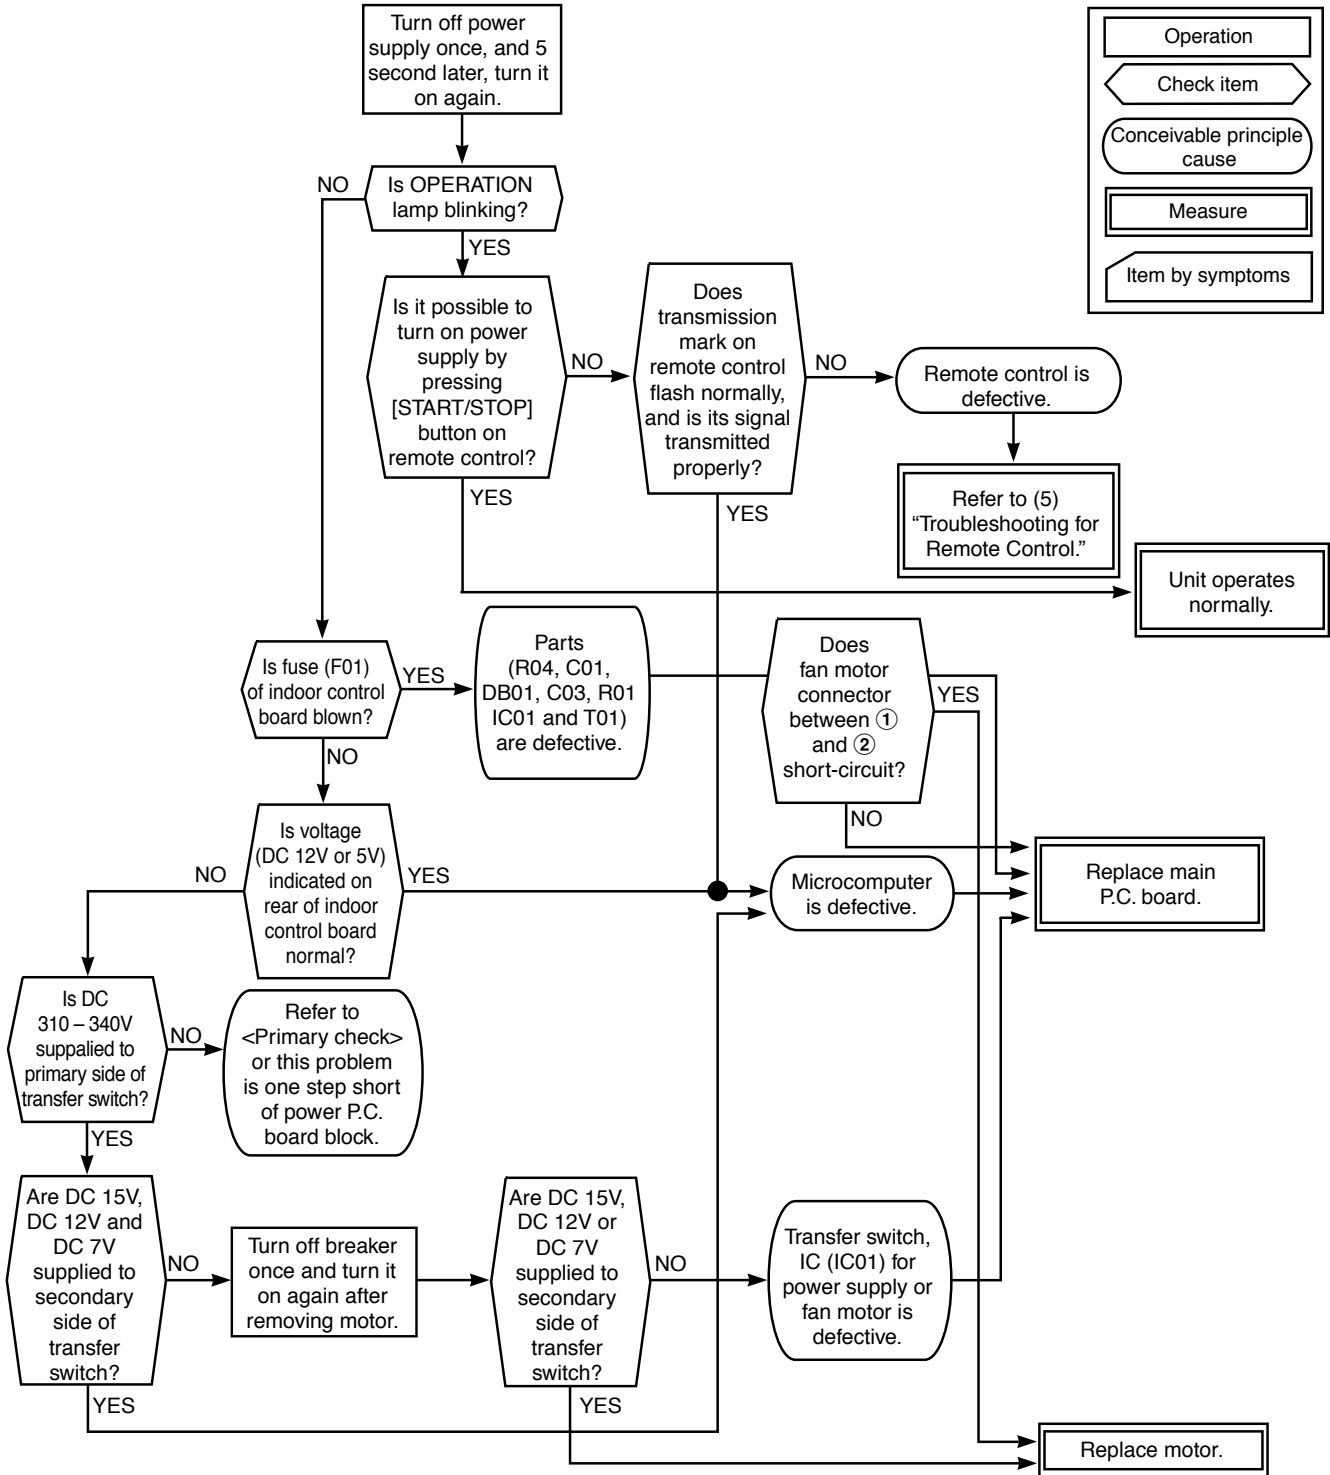 Turn off power
supply once, and 5
second later, turn it
on again.
Operation
Check item
Conceivable principle
cause
Measure
Item by symptoms
NO
Is OPERATION
lamp blinking?
YES
Is it possible to
turn on power
supply by
pressing
[START/STOP]
button on
remote control?
NO
Does
transmission
mark on
remote control
flash normally,
and is its signal
transmitted
properly?
NO
Remote control is
defective.
YES
YES
Refer to (5)
“Troubleshooting for
Remote Control.”
Unit operates
normally.
Is fuse (F01)
of indoor control
board blown?
YES
Parts
(R04, C01,
DB01, C03, R01
IC01 and T01)
are defective.
Does
fan motor
connector
between ①
and ②
short-circuit?
YES
NO
NO
Is voltage
(DC 12V or 5V)
indicated on
rear of indoor
control board
normal?
NO
YES
Microcomputer
is defective.
Replace main
P.C. board.
Is DC
310 – 340V
suppalied to
primary side of
transfer switch?
NO
Refer to
<Primary check>
or this problem
is one step short
of power P.C.
board block.
YES
Are DC 15V,
DC 12V and
DC 7V
supplied to
secondary
side of
transfer
switch?
NO
Turn off breaker
once and turn it
on again after
removing motor.
Are DC 15V,
DC 12V or
DC 7V
supplied to
secondary
side of
transfer
switch?
NO
Transfer switch,
IC (IC01) for
power supply or
fan motor is
defective.
YES
YES
Replace motor.